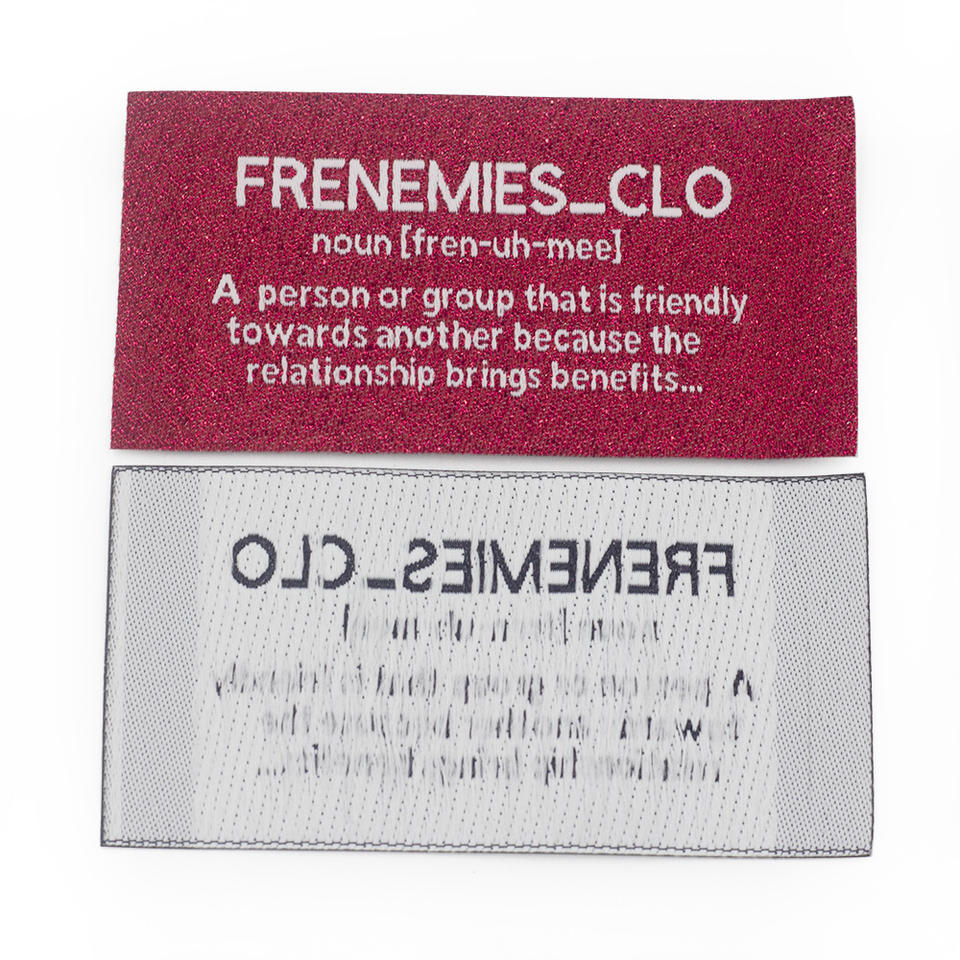 FRENEMIES_CLO
noun [fren-uh-mee]
A person or group that is friendly
towards another because the
relationship brings benefits...
FRENEMIES_CLO